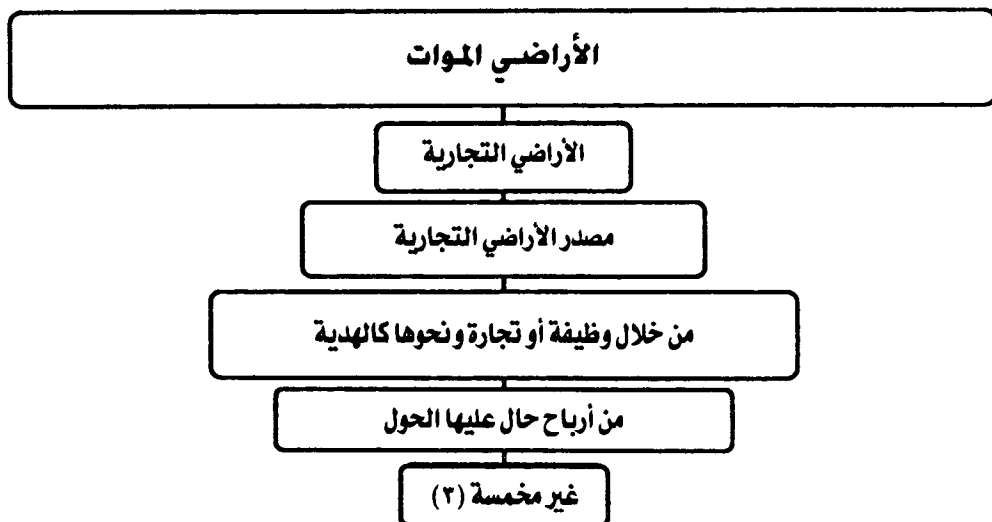 الأراضي الموات
الأراضي التجارية
مصدر الأراضي التجارية
من خلال وظيفة أو تجارة ونحوها كالهدية
من أرباح حال عليها الحول
غير مخمسة (٣)